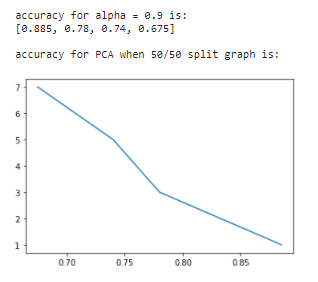 accuracy for alpha = 0.9 is:
[0.885, 0.78, 0.74, 0.675]
accuracy for PCA when 50/50 split graph is:
7
6
5
4
3
2
1
0.70 0.75 0.80 0.85